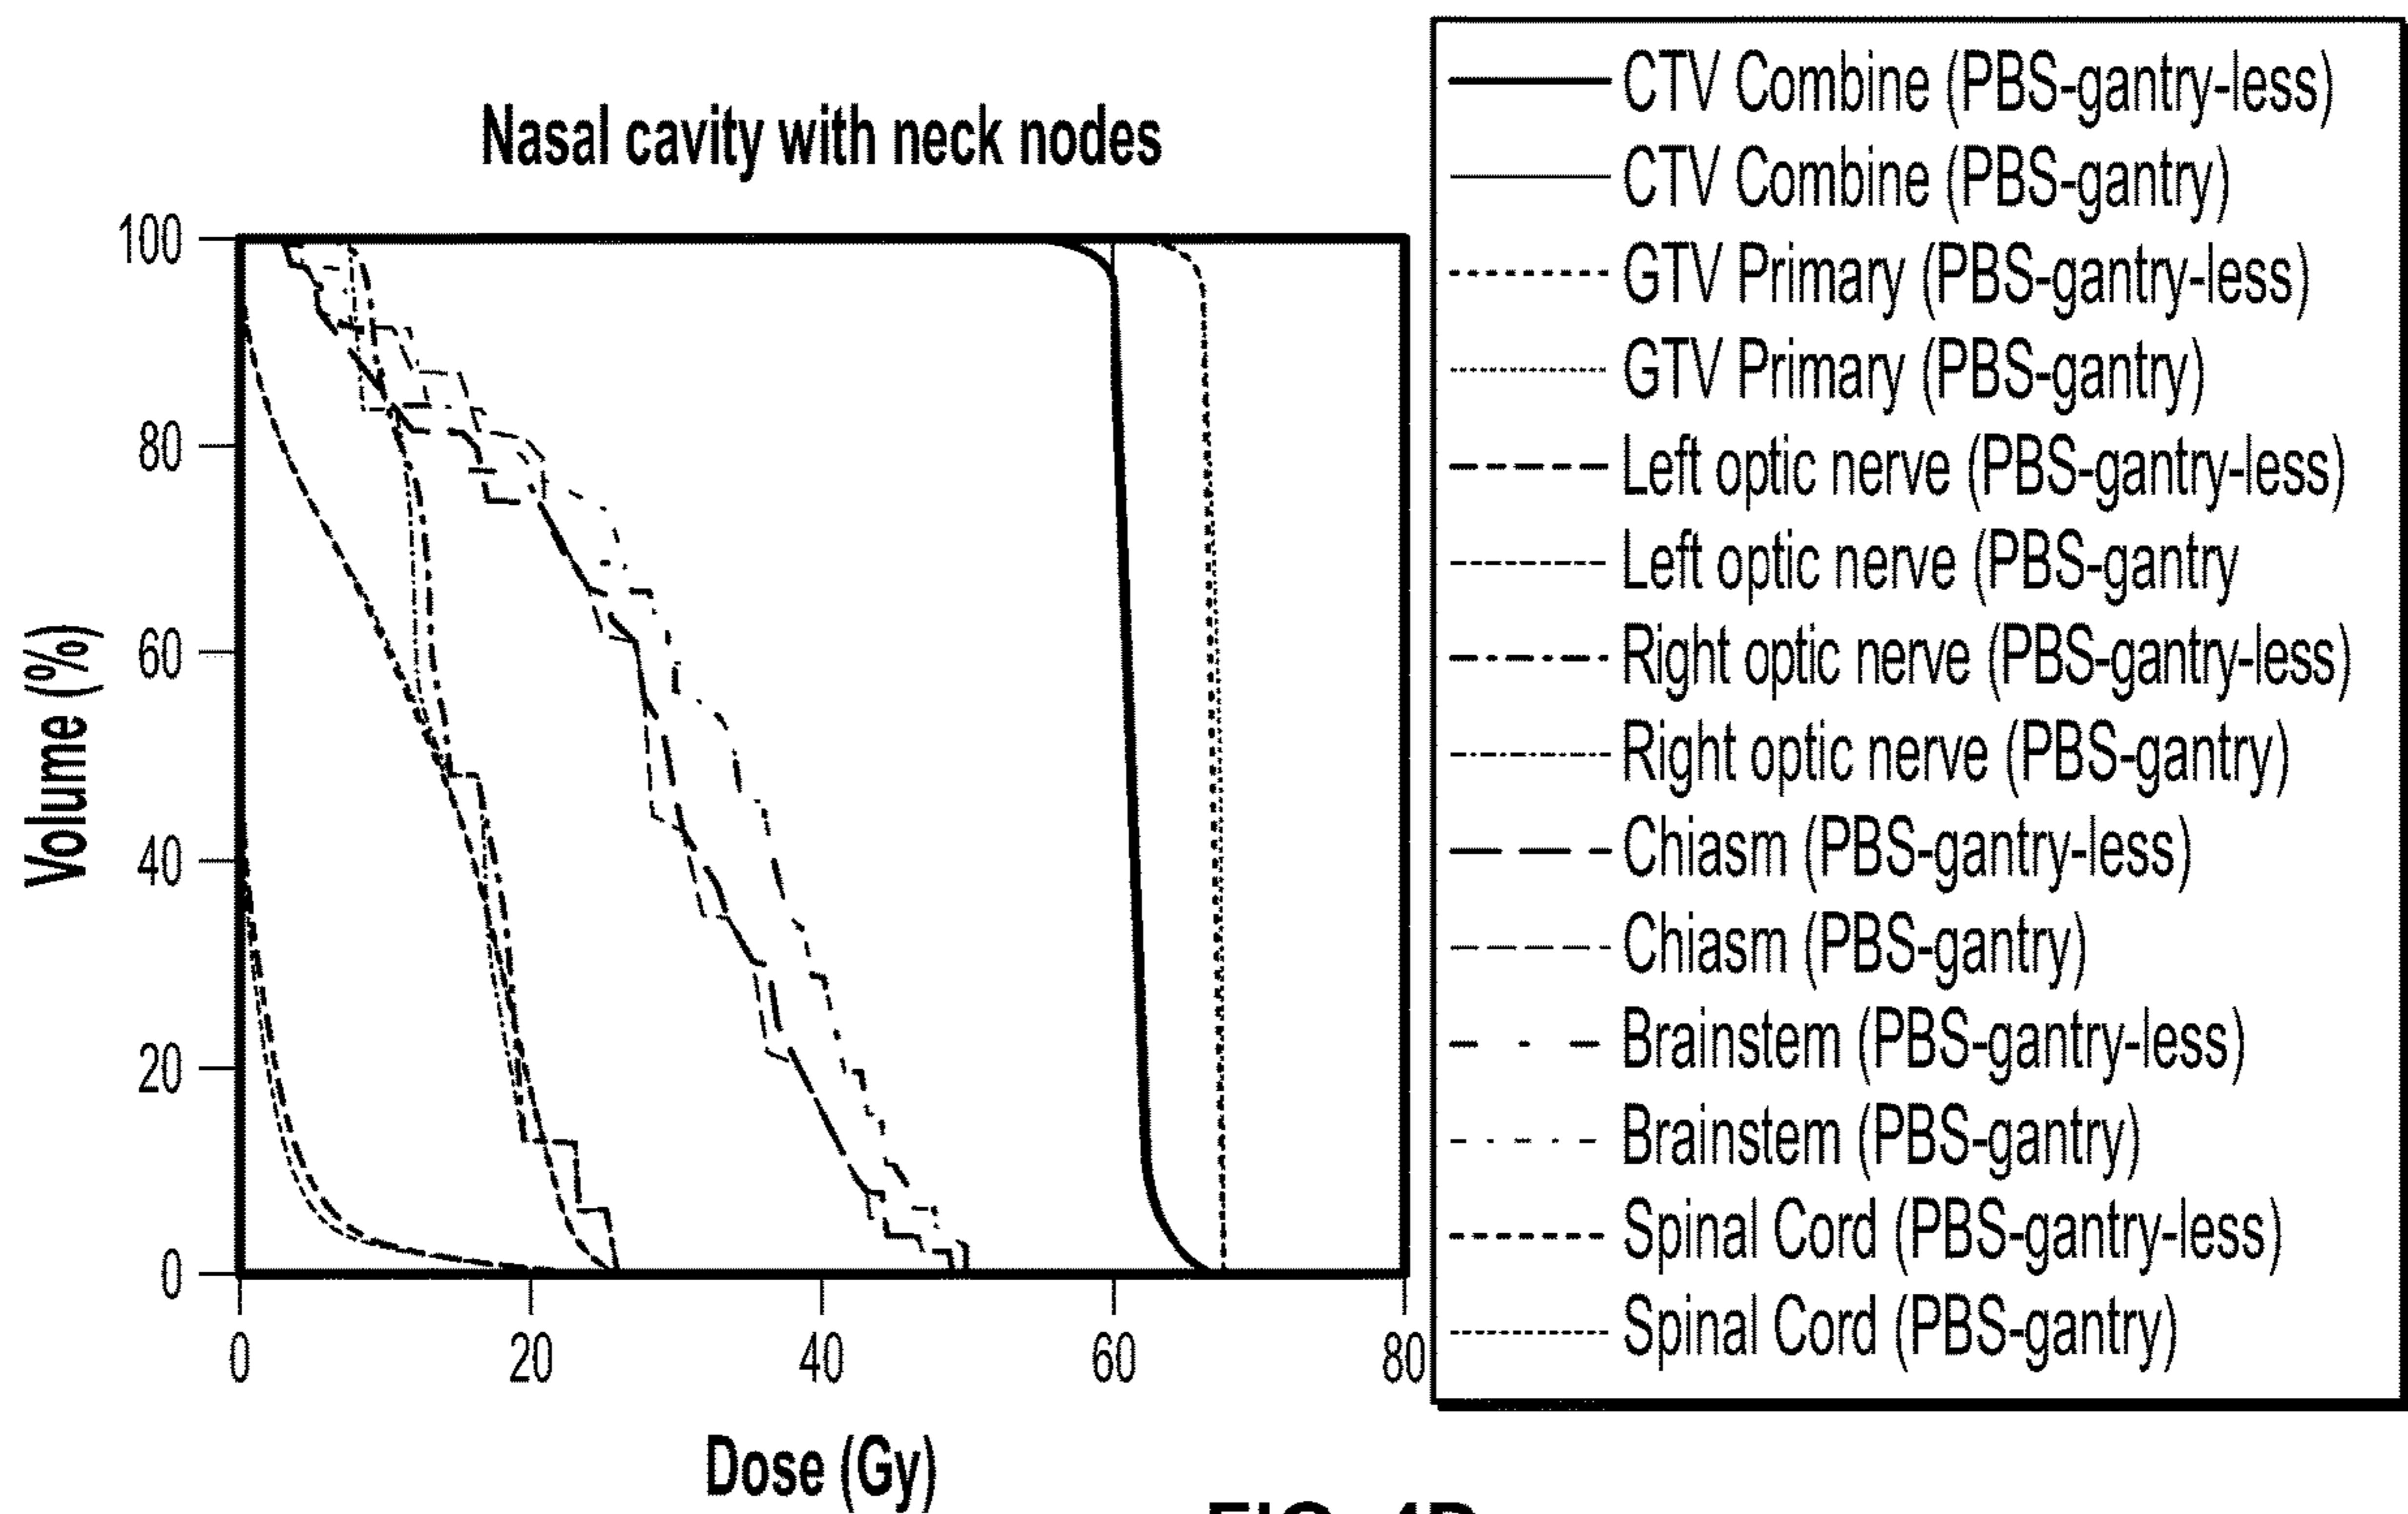 Nasal cavity with neck nodes
Volume (%)
100
80
60
40
20
0
0 20 40 60 80
Dose (Gy)
CTV Combine (PBS-gantry-less)
CTV Combine (PBS-gantry)
GTV Primary (PBS-gantry-less)
GTV Primary (PBS-gantry)
Left optic nerve (PBS-gantry-less)
Left optic nerve (PBS-gantry
Right optic nerve (PBS-gantry-less)
Right optic nerve (PBS-gantry)
Chiasm (PBS-gantry-less)
Chiasm (PBS-gantry)
Brainstem (PBS-gantry-less)
Brainstem (PBS-gantry)
Spinal Cord (PBS-gantry-less)
Spinal Cord (PBS-gantry)